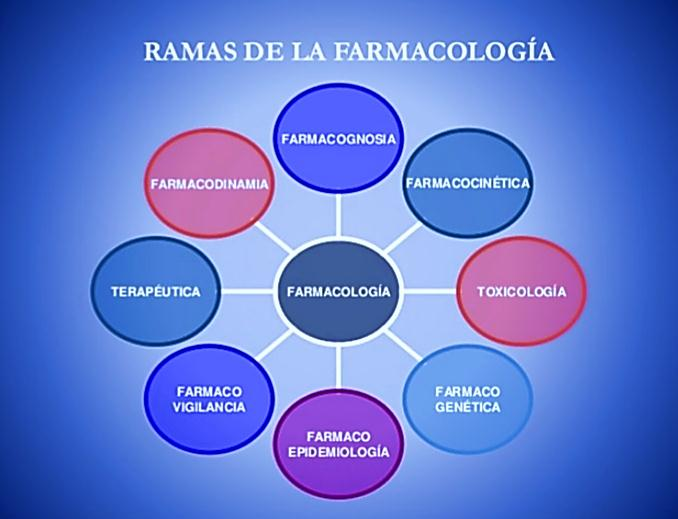 RAMAS DE LA FARMACOLOGÍA
FARMACOGNOSIA
FARMACODINAMIA
FARMACOCINÉTICA
TERAPÉUTICA
FARMACOLOGÍA
TOXICOLOGÍA
FARMACO
VIGILANCIA
FARMACO
GENÉTICA
FARMACO
EPIDEMIOLOGÍA